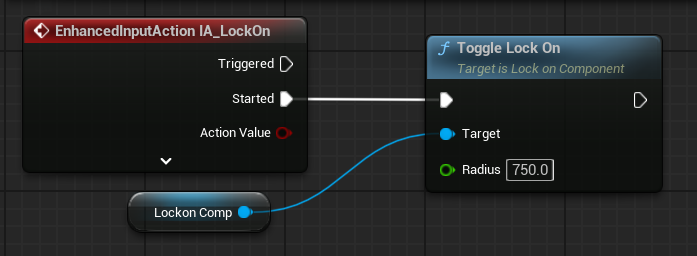 EnhancedInputAction IA_LockOn
Triggered
Started
Action Value
Lockon Comp
f Toggle Lock On
Target is Lock on Component
Target
Radius 750.0